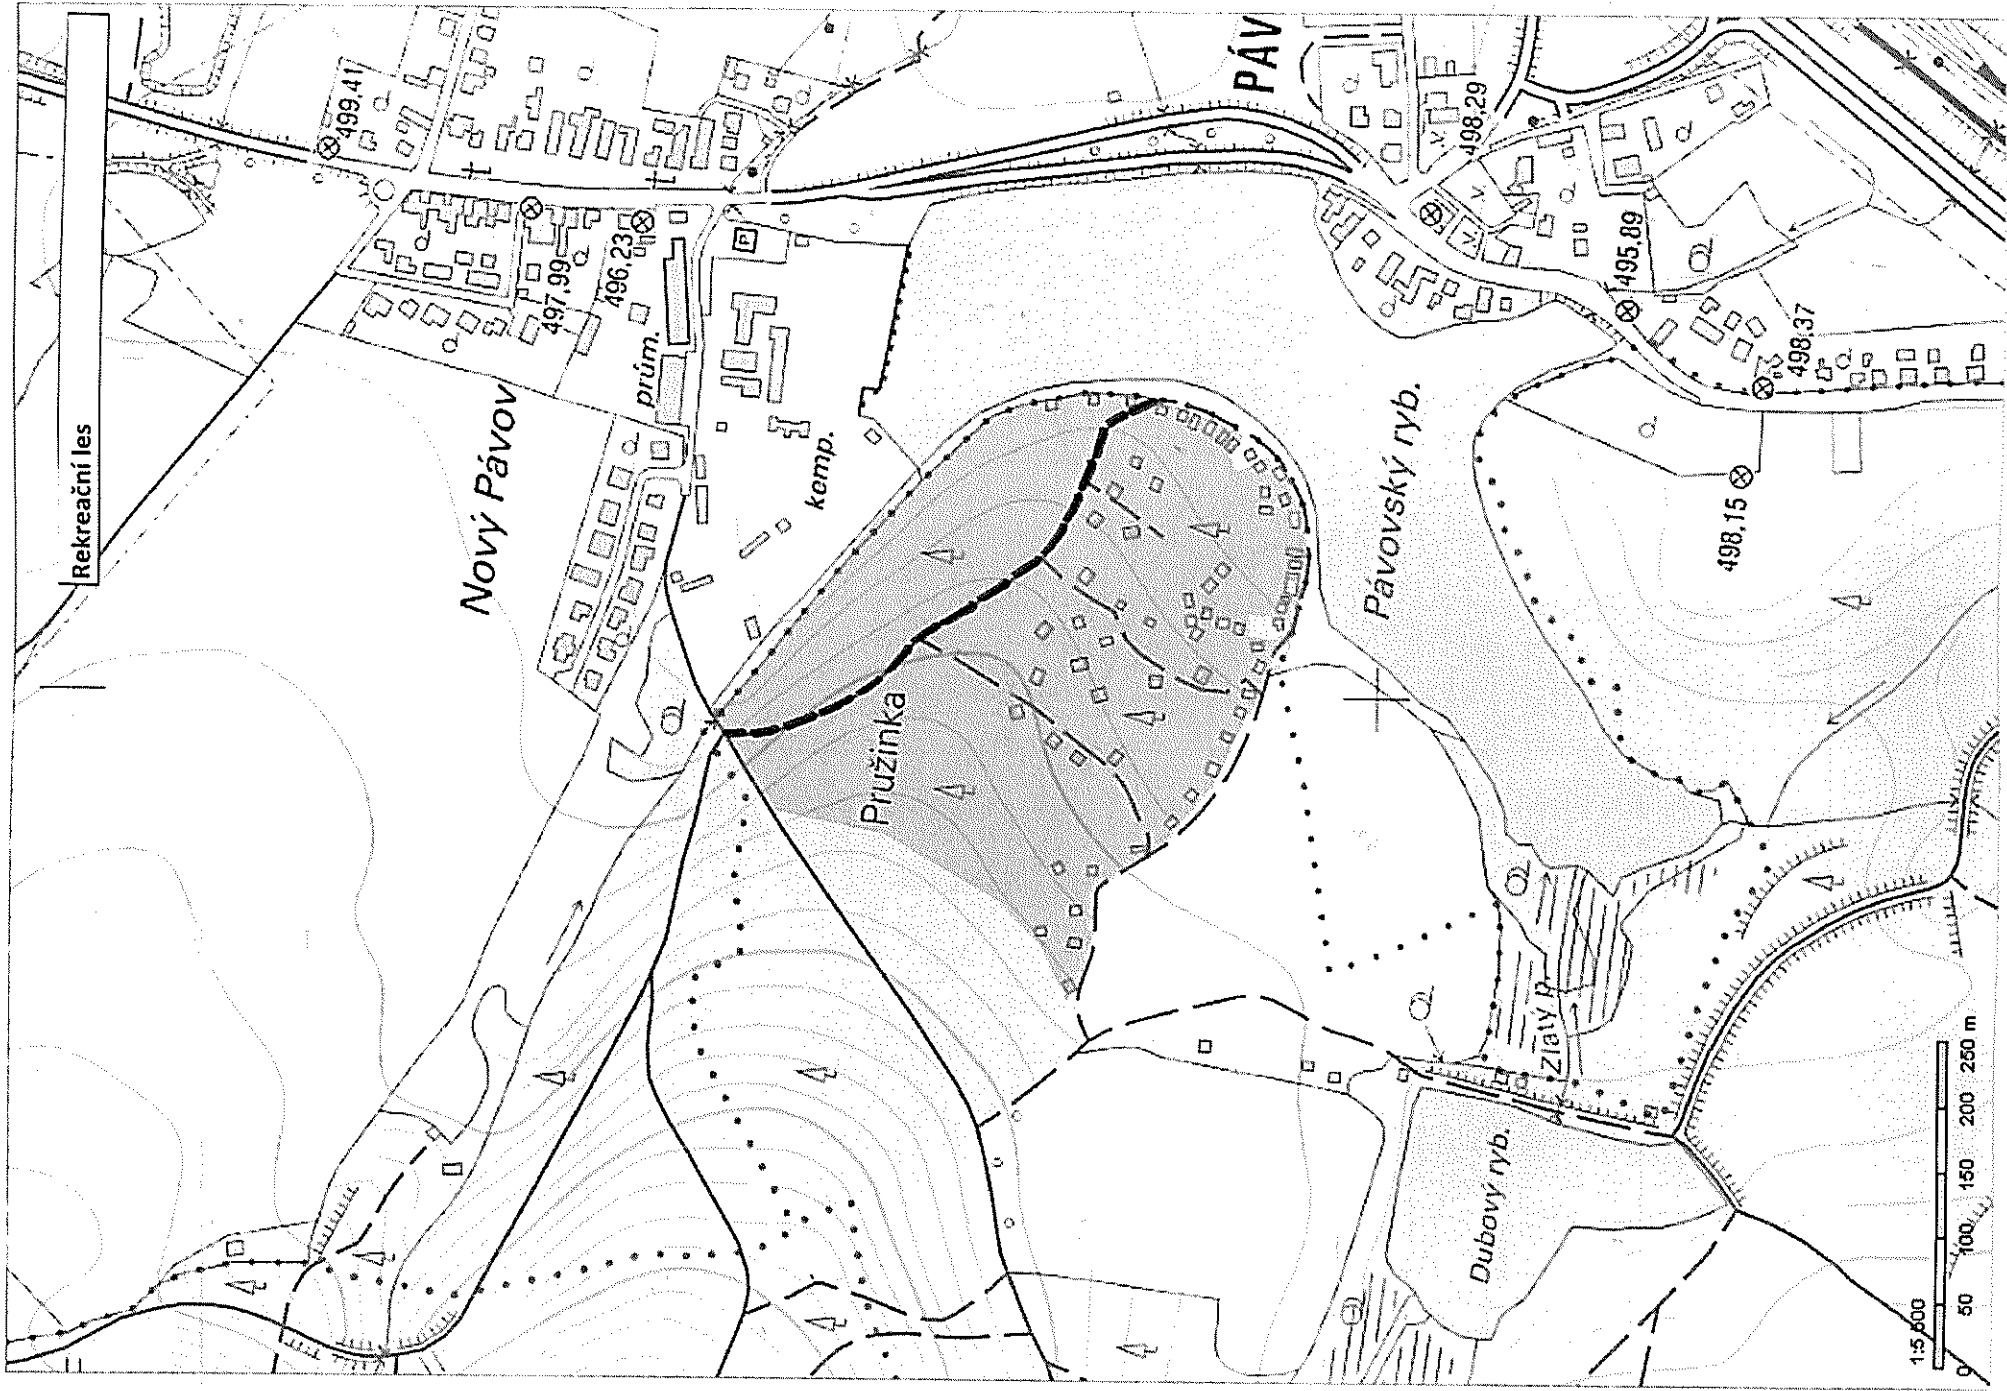 Rekreační les
499,41
PÁV
498,29
497,99
496,23
P
prům.
Nový Pávov
komp.
v.
v.
v.
v.
495,89
498,37
498,15
Pávovský ryb.
Pružinka
Zlatý p.
Dubový ryb.
1:5 000
0 50 100 150 200 250 m